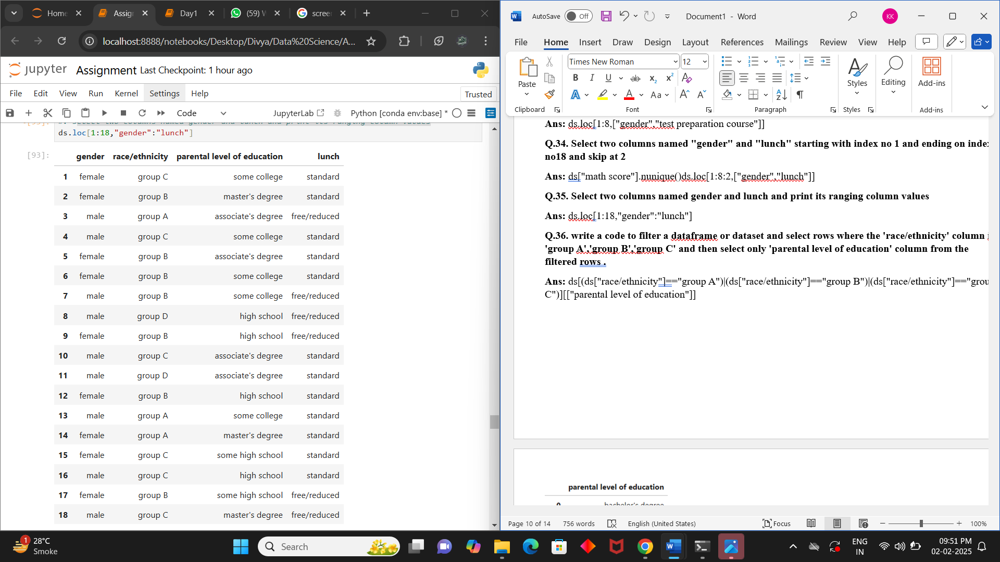 Home
Assign
Day1
(59) W
screen
localhost:8888/notebooks/Desktop/Divya/Data%20Science/A...
jupyter Assignment Last Checkpoint: 1 hour ago
File Edit View Run Kernel Settings Help Trusted
Code JupyterLab Python [conda env:base] *
ds.loc[1:18,"gender":"lunch"]
[93]:
gender race/ethnicity parental level of education lunch
1 female group C some college standard
2 female group B master's degree standard
3 male group A associate's degree free/reduced
4 male group C some college standard
5 female group B associate's degree standard
6 female group B some college standard
7 male group B some college free/reduced
8 male group D high school free/reduced
9 female group B high school free/reduced
10 male group C associate's degree standard
11 male group D associate's degree standard
12 female group B high school standard
13 male group A some college standard
14 female group A master's degree standard
15 female group C some high school standard
16 male group C high school standard
17 female group B some high school free/reduced
18 male group C master's degree free/reduced
AutoSave Off Document1 - Word KK
File Home Insert Draw Design Layout References Mailings Review View Help
Times New Roman 12
Paste Styles Editing Add-ins
Clipboard Font Paragraph Styles Add-ins
Ans: ds.loc[1:8,["gender","test preparation course"]]
Q.34. Select two columns named "gender" and "lunch" starting with index no 1 and ending on index
no18 and skip at 2
Ans: ds["math score"].nunique()ds.loc[1:8:2,["gender","lunch"]]
Q.35. Select two columns named gender and lunch and print its ranging column values
Ans: ds.loc[1:18,"gender":"lunch"]
Q.36. write a code to filter a dataframe or dataset and select rows where the 'race/ethnicity' column
'group A','group B','group C' and then select only 'parental level of education' column from the
filtered rows .
Ans: ds[(ds["race/ethnicity"]=="group A")|(ds["race/ethnicity"]=="group B")|(ds["race/ethnicity"]=="grou
C")][["parental level of education"]]
parental level of education
0 bachelor's degree
Page 10 of 14 756 words English (United States) Focus 100%
1
28°C
Smoke
Search
ENG
IN
09:51 PM
02-02-2025